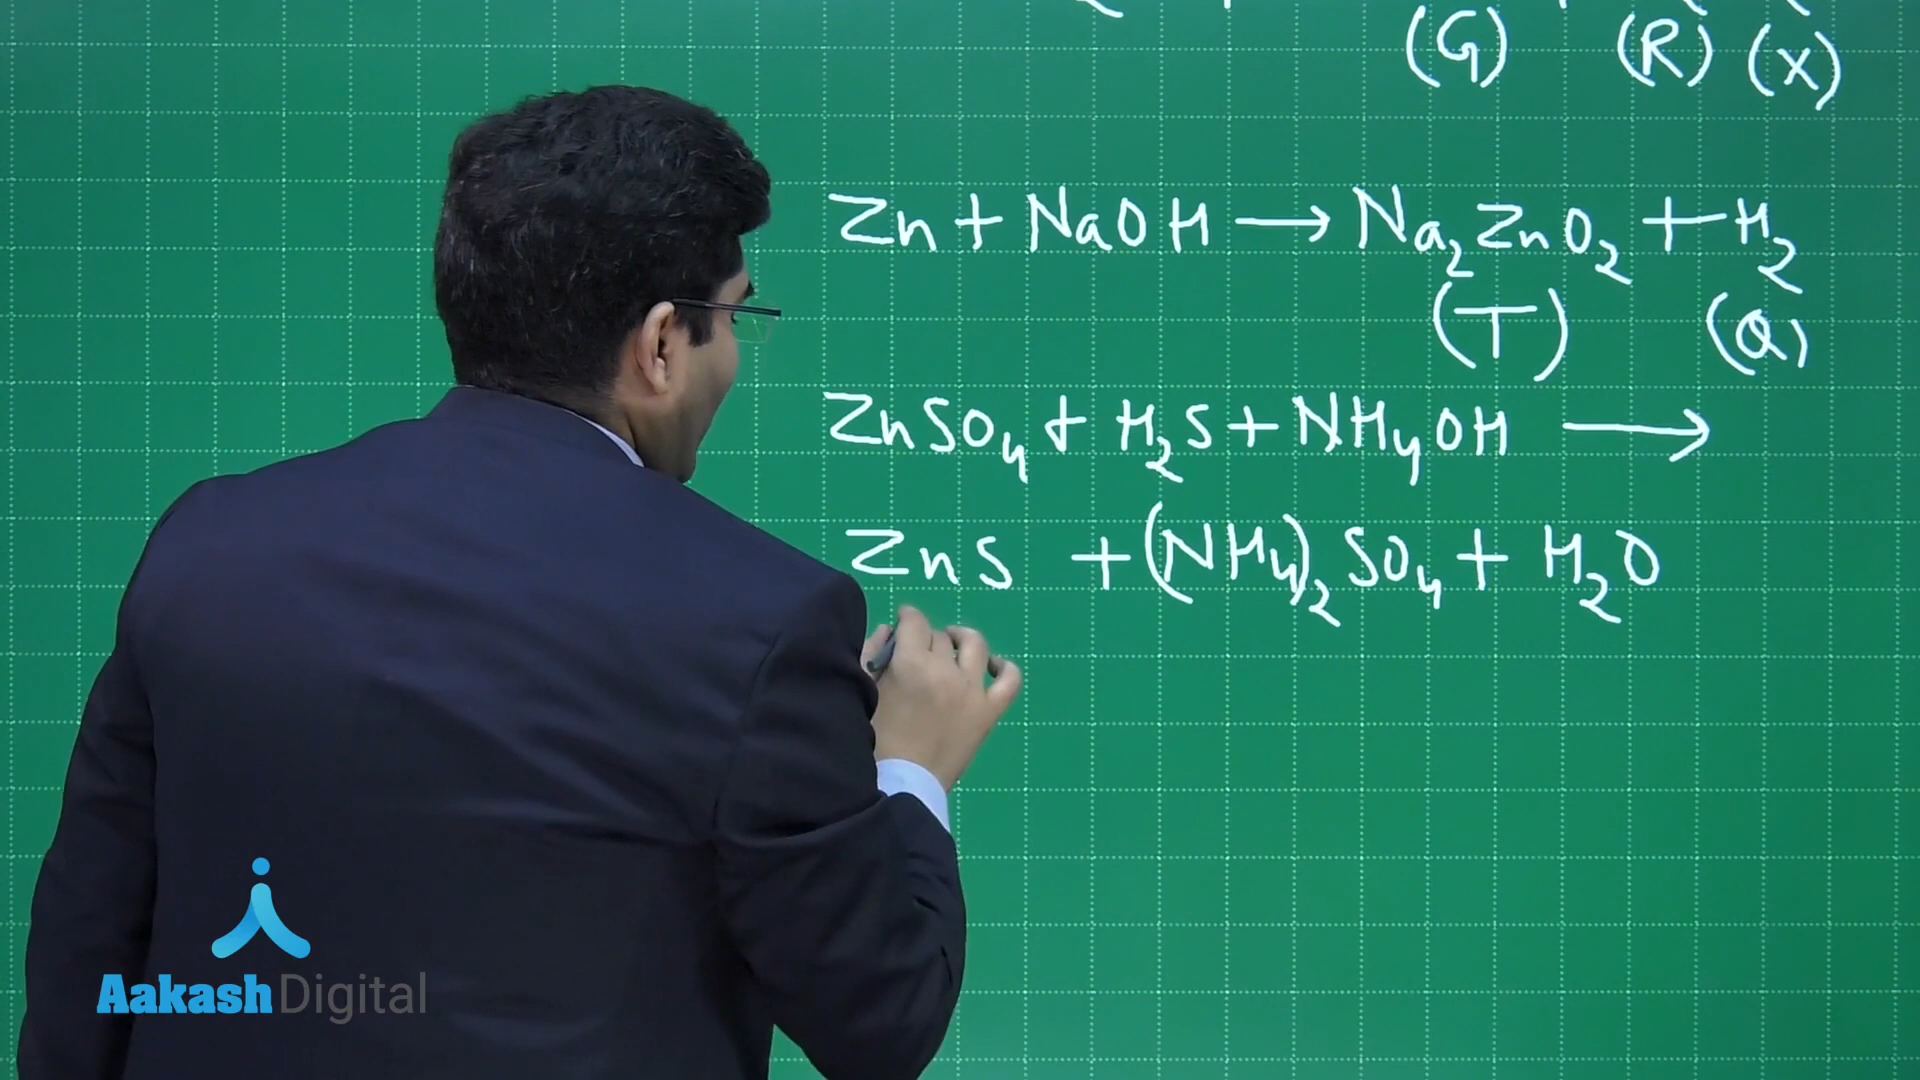 (G) (R) (X)
Zn + NaOH → Na₂ZnO₂ + H₂
(T) (Q)
ZnSO₄ + H₂S + NH₄OH →
ZnS + (NH₄)₂SO₄ + H₂O
Aakash Digital